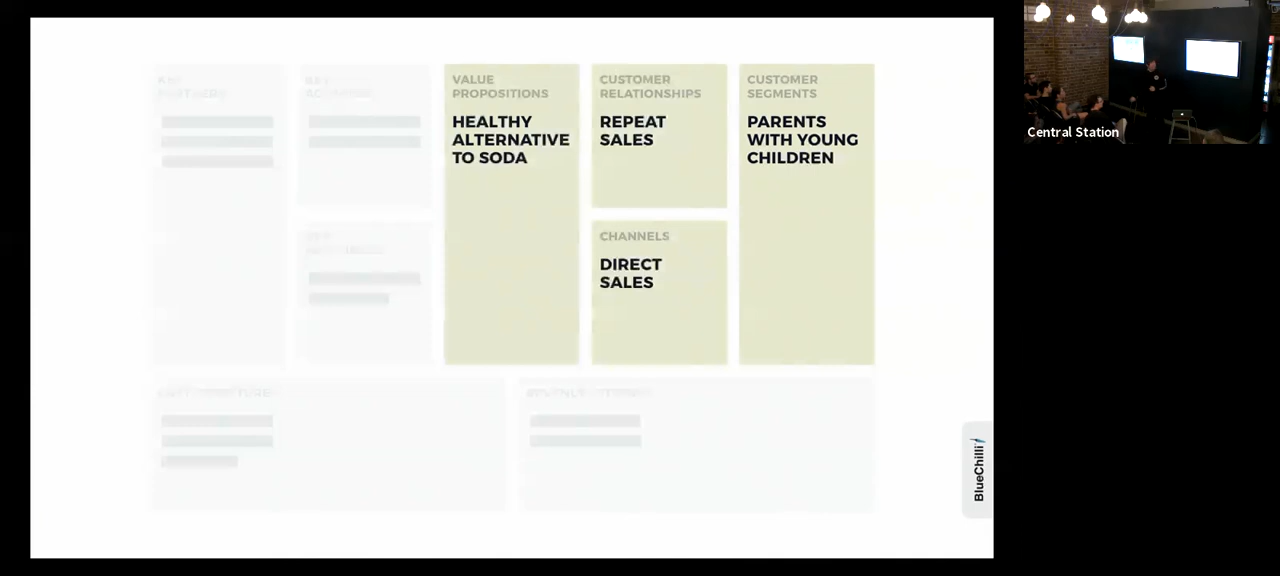 VALUE
PROPOSITIONS
HEALTHY
ALTERNATIVE
TO SODA
CUSTOMER
RELATIONSHIPS
REPEAT
SALES
CHANNELS
DIRECT
SALES
CUSTOMER
SEGMENTS
PARENTS
WITH YOUNG
CHILDREN
BlueChilli
Central Station